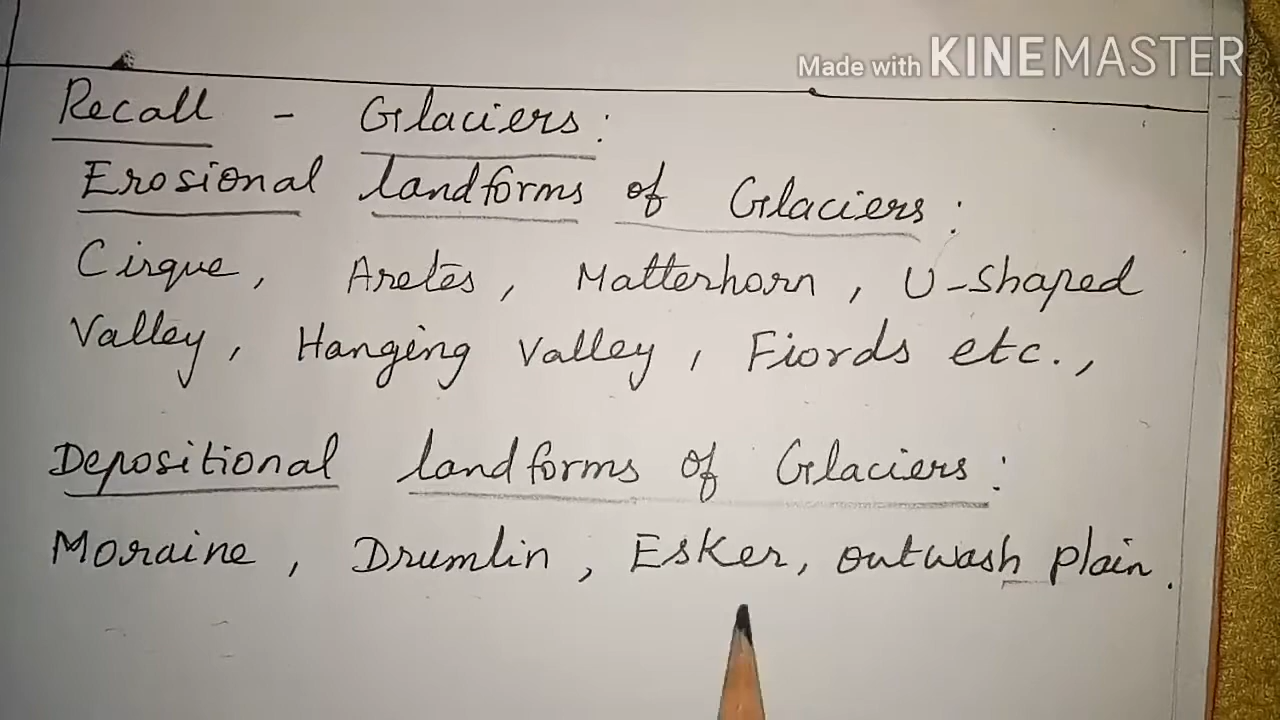 Made with KINEMASTER
Recall - Glaciers:
Erosional landforms of Glaciers:
Cirque, Aretēs, Matterhorn, U-shaped
Valley, Hanging Valley, Fiords etc.,
Depositional landforms of Glaciers:
Moraine, Drumlin, Esker, outwash plain.